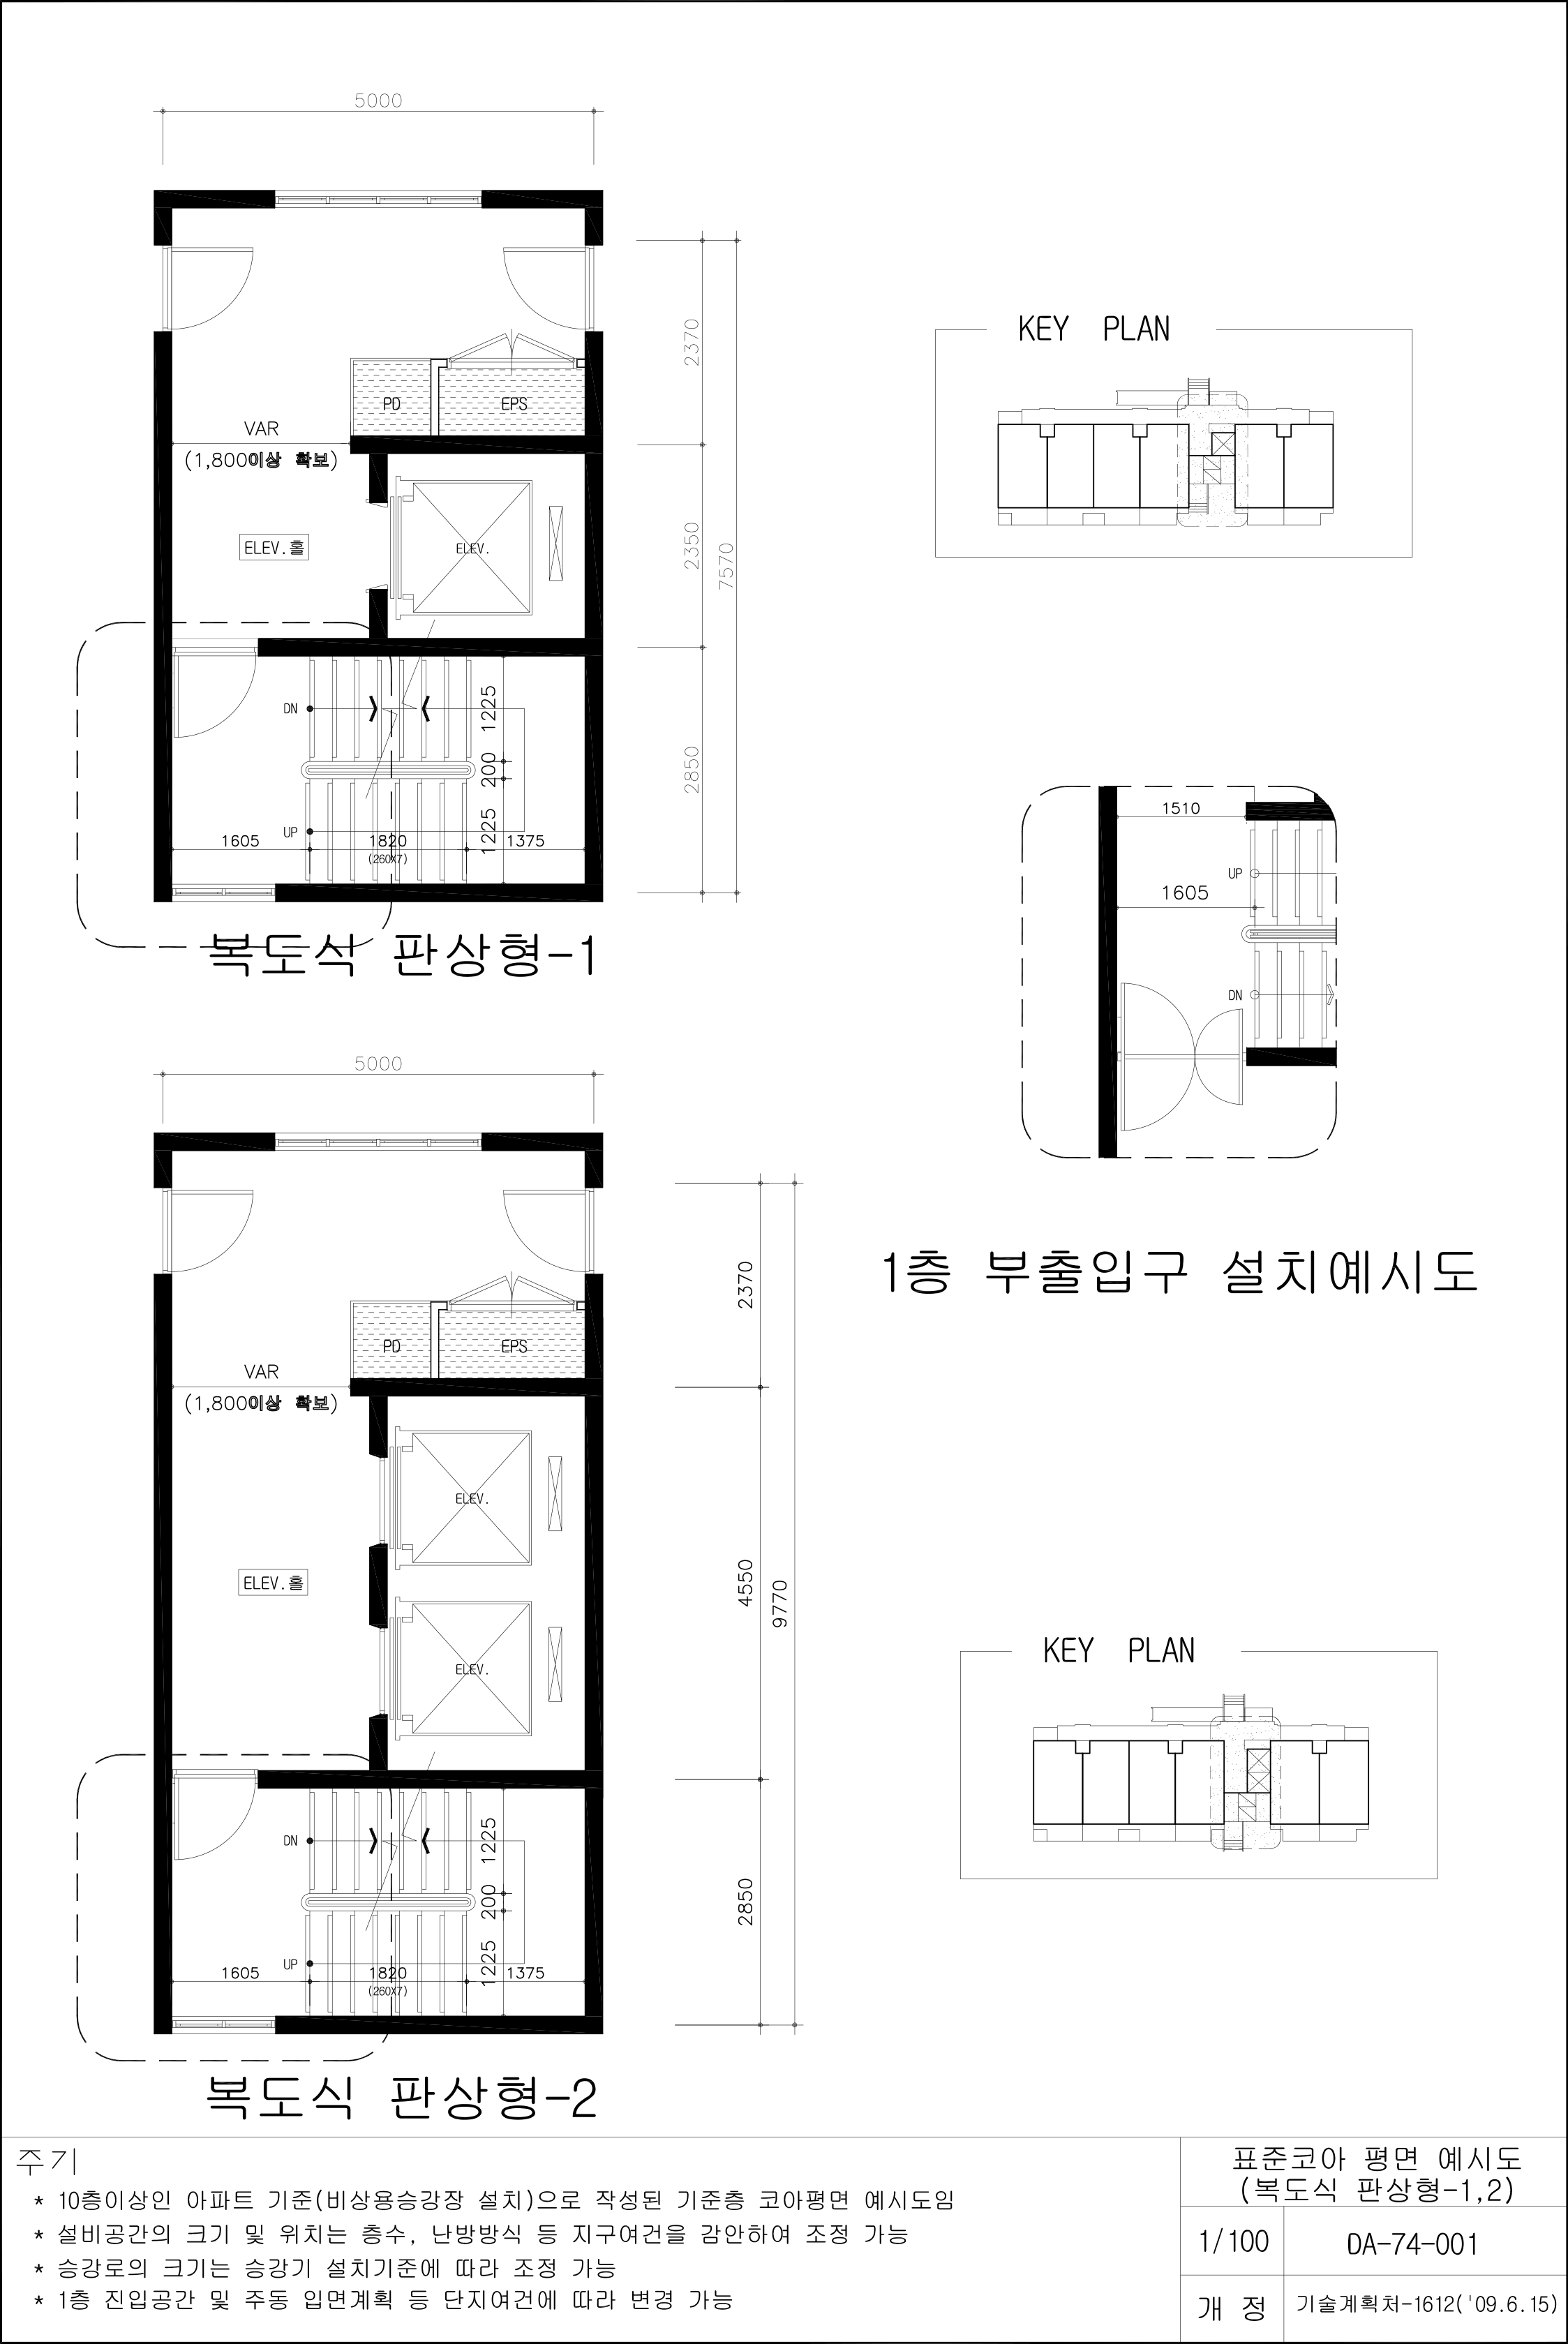 5000
2370
PD
EPS
VAR
(1,800이상 확보)
ELEV.홀
ELEV.
2350
7570
DN
1225
200
2850
UP
1225
1605
1820
(260X7)
1375
복도식 판상형-1
KEY PLAN
1510
UP
1605
DN
1층 부출입구 설치예시도
5000
2370
PD
EPS
VAR
(1,800이상 확보)
ELEV.
ELEV.홀
ELEV.
4550
9770
DN
1225
200
2850
UP
1225
1605
1820
(260X7)
1375
복도식 판상형-2
KEY PLAN
주기
* 10층이상인 아파트 기준(비상용승강장 설치)으로 작성된 기준층 코아평면 예시도임
* 설비공간의 크기 및 위치는 층수, 난방방식 등 지구여건을 감안하여 조정 가능
* 승강로의 크기는 승강기 설치기준에 따라 조정 가능
* 1층 진입공간 및 주동 입면계획 등 단지여건에 따라 변경 가능
표준코아 평면 예시도
(복도식 판상형-1,2)
1/100
DA-74-001
개 정
기술계획처-1612('09.6.15)